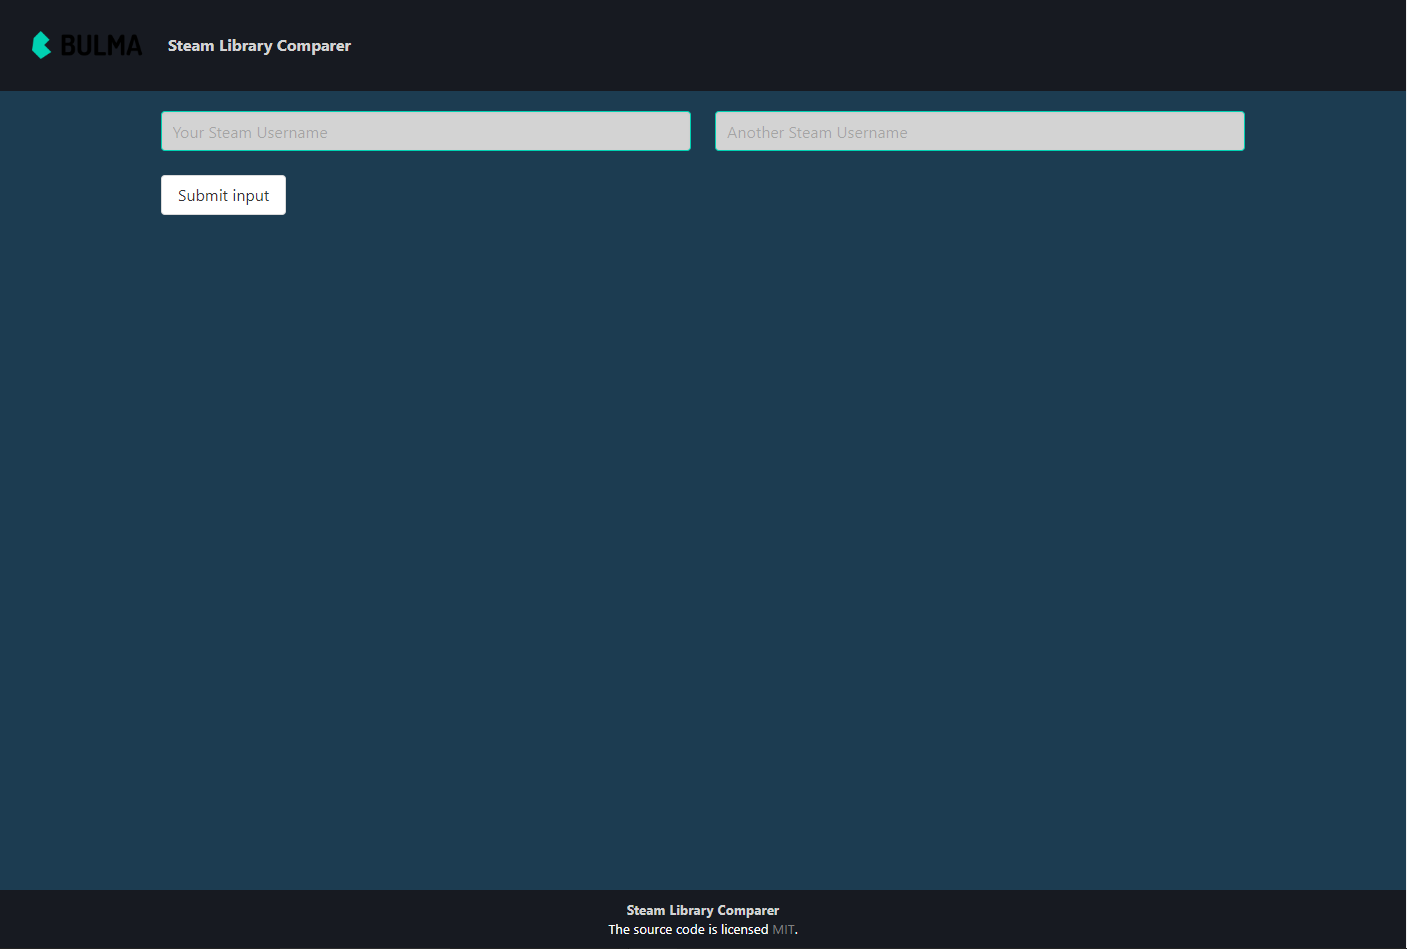 BULMA
Steam Library Comparer
Your Steam Username
Another Steam Username
Submit input
Steam Library Comparer
The source code is licensed MIT.